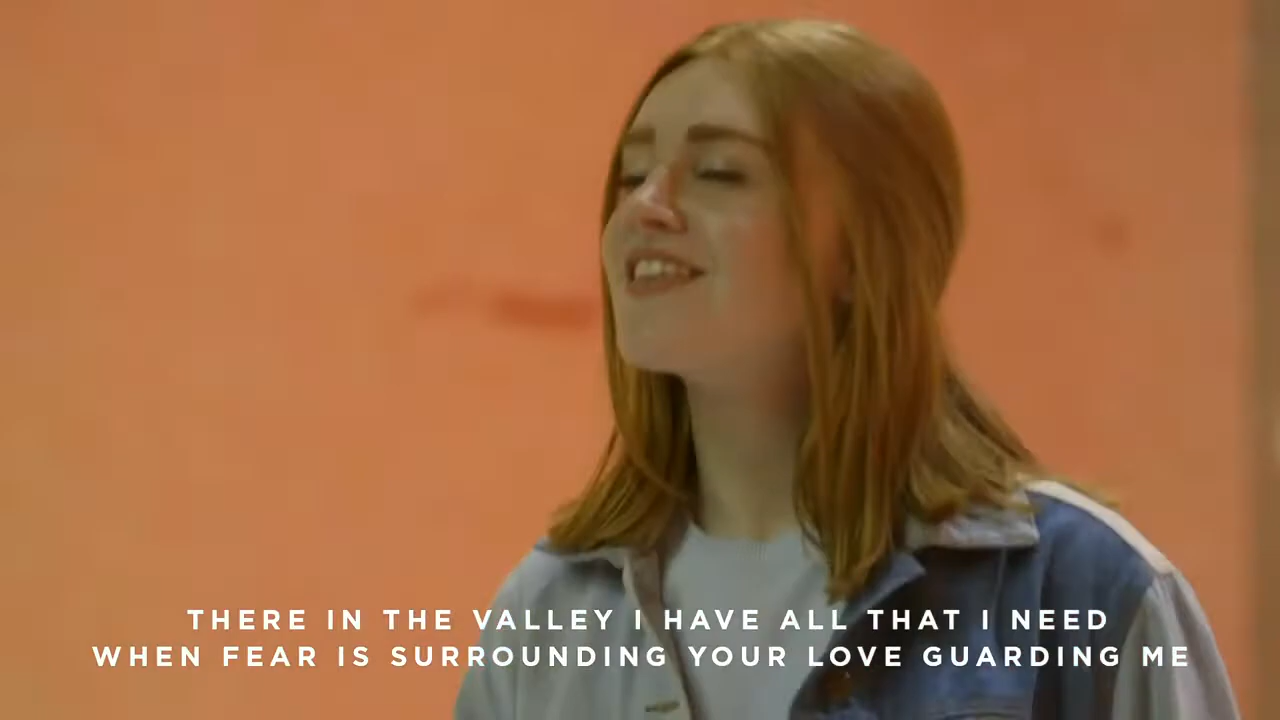 THERE IN THE VALLEY I HAVE ALL THAT I NEED
WHEN FEAR IS SURROUNDING YOUR LOVE GUARDING ME